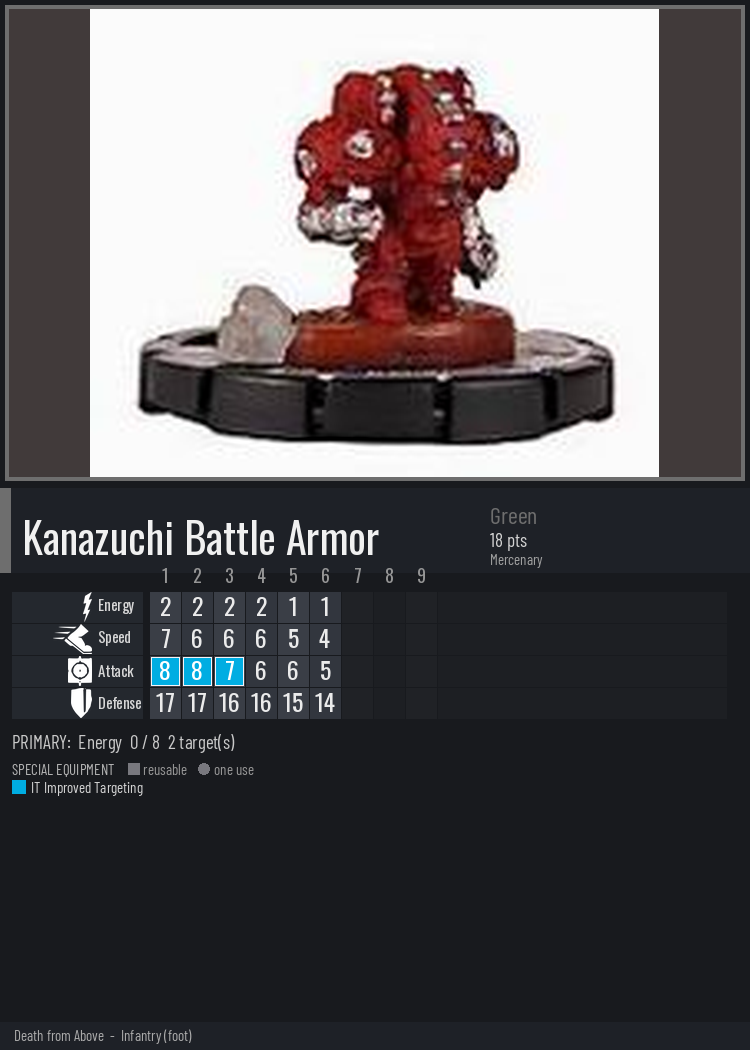 Kanazuchi Battle Armor
Green
18 pts
Mercenary
1 2 3 4 5 6 7 8 9
Energy 2 2 2 2 1 1
Speed 7 6 6 6 5 4
Attack 8 8 7 6 6 5
Defense 17 17 16 16 15 14
PRIMARY: Energy 0 / 8 2 target(s)
SPECIAL EQUIPMENT reusable one use
IT Improved Targeting
Death from Above - Infantry (foot)